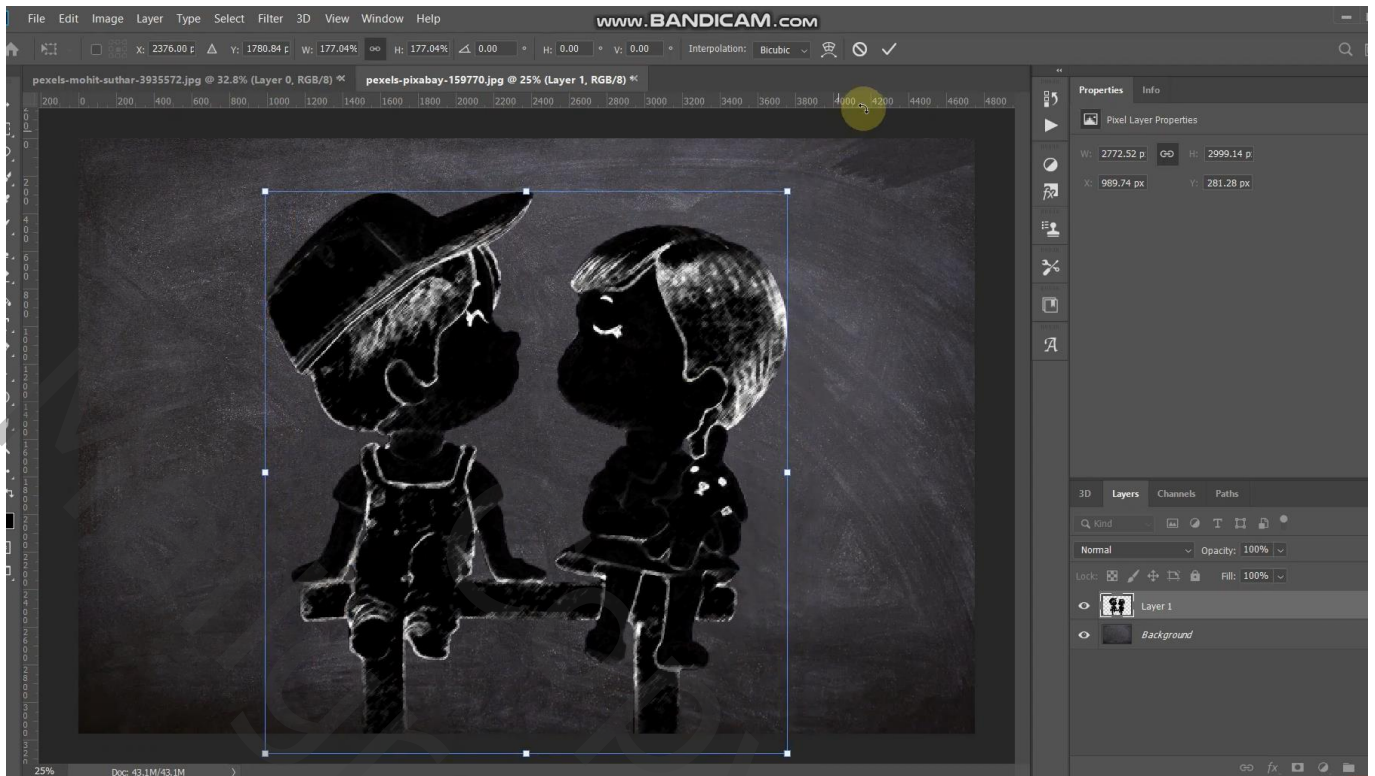 File Edit Image Layer Type Select Filter 3D View Window Help
www.BANDICAM.com
X: 2376.00 p Y: 1780.84 p W: 177.04% H: 177.04% 0.00 ° H: 0.00 ° V: 0.00 ° Interpolation: Bicubic
pexels-mohit-suthar-3935572.jpg @ 32.8% (Layer 0, RGB/8) * pexels-pixabay-159770.jpg @ 25% (Layer 1, RGB/8) *
200 0 200 400 600 800 1000 1200 1400 1600 1800 2000 2200 2400 2600 2800 3000 3200 3400 3600 3800 4000 4200 4400 4600 4800
Properties Info
Pixel Layer Properties
W: 2772.52 p H: 2999.14 p
X: 989.74 px Y: 281.28 px
3D Layers Channels Paths
Kind
Normal Opacity: 100%
Lock: Fill: 100%
Layer 1
Background
fx
25% Doc: 43.1M/43.1M